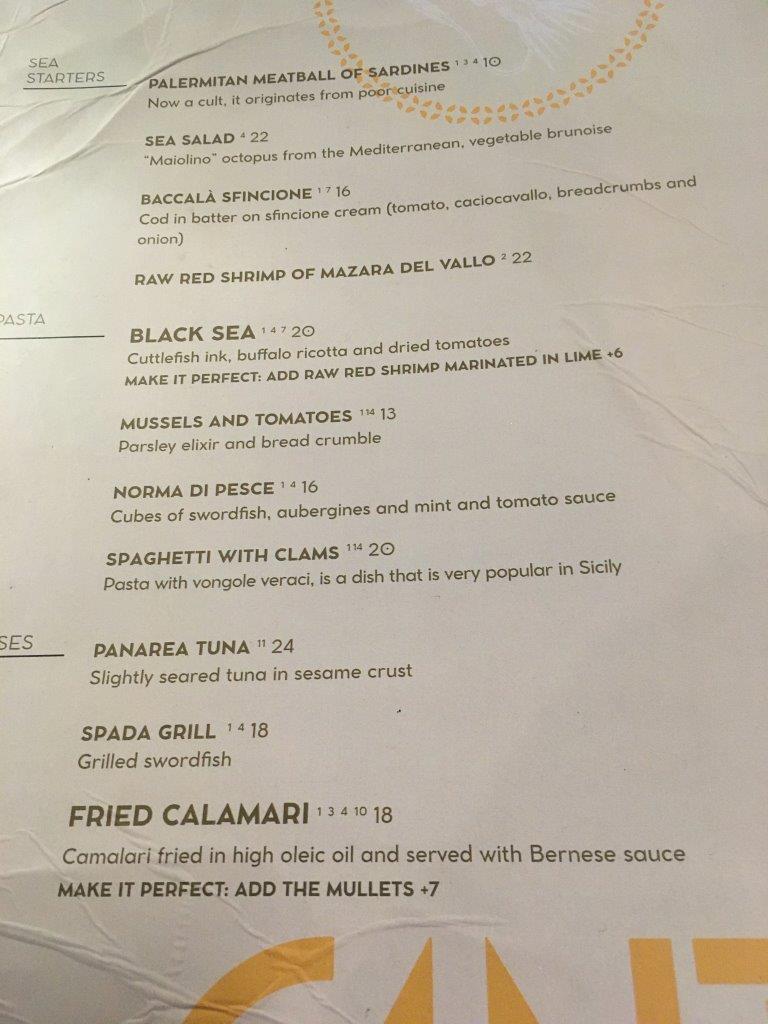 SEA
STARTERS
PALERMITAN MEATBALL OF SARDINES 1 3 4 10
Now a cult, it originates from poor cuisine
SEA SALAD 4 22
"Maiolino" octopus from the Mediterranean, vegetable brunoise
BACCALÀ SFINCIONE 1 7 16
Cod in batter on sfincione cream (tomato, caciocavallo, breadcrumbs and
onion)
RAW RED SHRIMP OF MAZARA DEL VALLO 2 22
PASTA
BLACK SEA 1 4 7 20
Cuttlefish ink, buffalo ricotta and dried tomatoes
MAKE IT PERFECT: ADD RAW RED SHRIMP MARINATED IN LIME +6
MUSSELS AND TOMATOES 1 14 13
Parsley elixir and bread crumble
NORMA DI PESCE 1 4 16
Cubes of swordfish, aubergines and mint and tomato sauce
SPAGHETTI WITH CLAMS 1 14 20
Pasta with vongole veraci, is a dish that is very popular in Sicily
SES
PANAREA TUNA 11 24
Slightly seared tuna in sesame crust
SPADA GRILL 1 4 18
Grilled swordfish
FRIED CALAMARI 1 3 4 10 18
Camalari fried in high oleic oil and served with Bernese sauce
MAKE IT PERFECT: ADD THE MULLETS +7